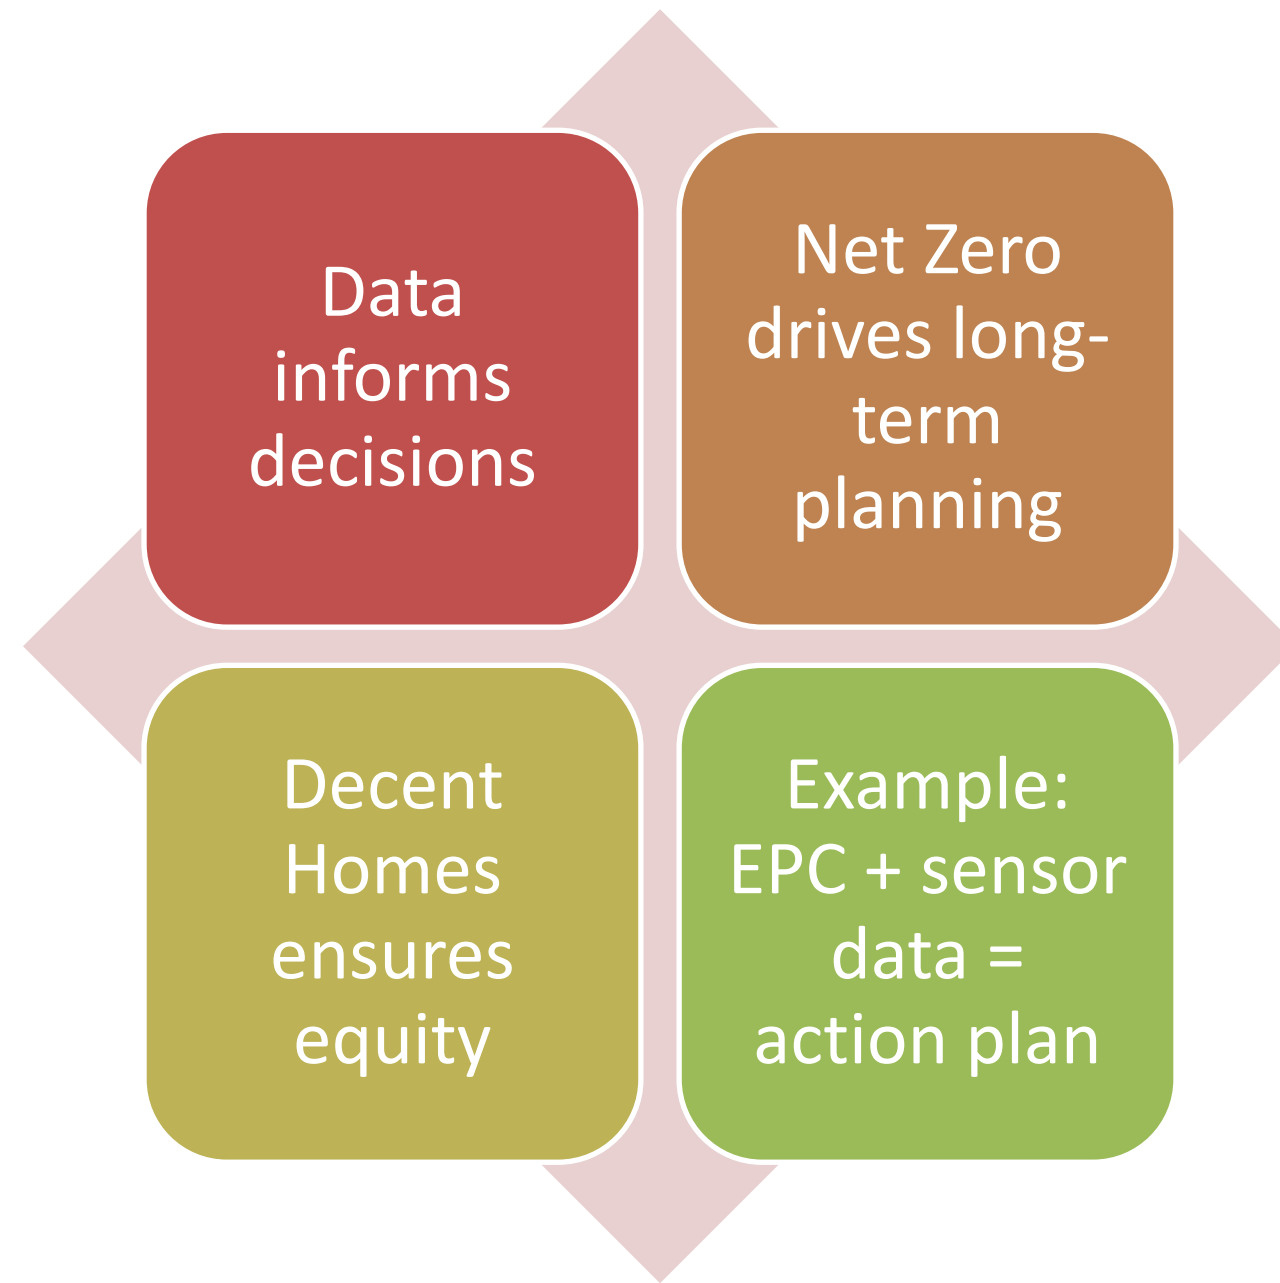 Data
informs
decisions
Net Zero
drives long-
term
planning
Decent
Homes
ensures
equity
Example:
EPC + sensor
data =
action plan